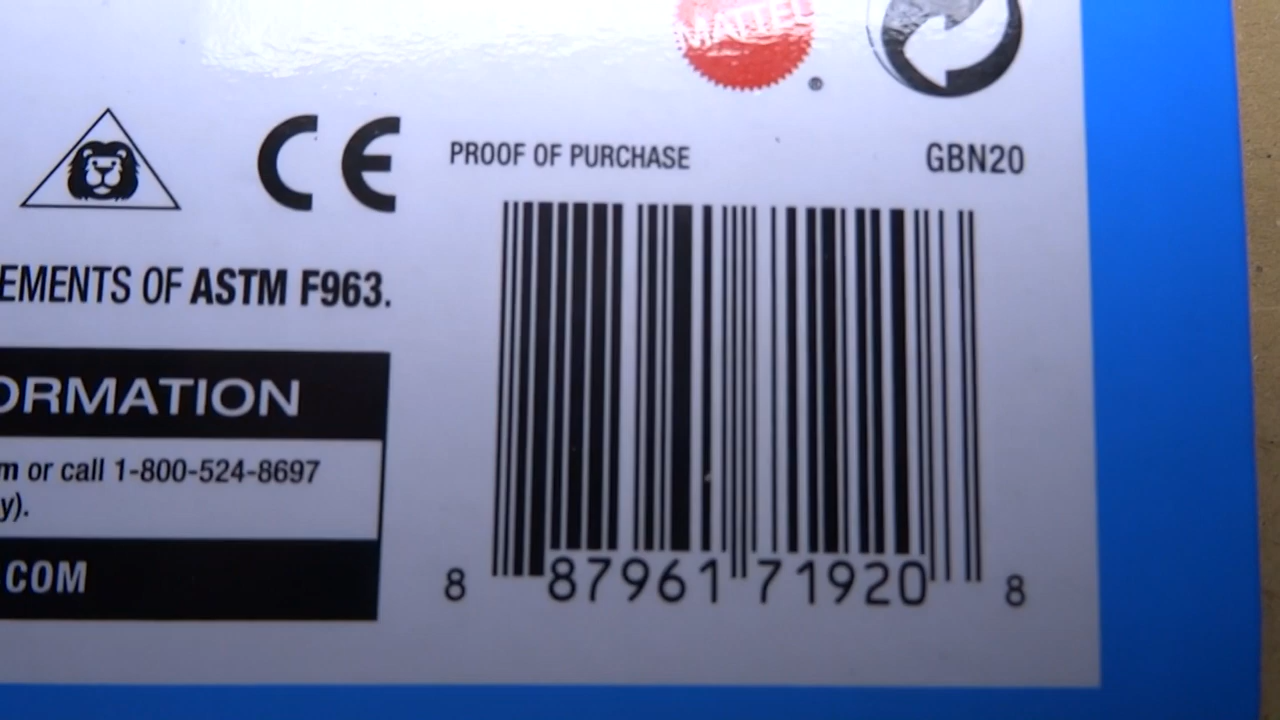 MATTEL
®
CE
PROOF OF PURCHASE
GBN20
EMENTS OF ASTM F963.
ORMATION
m or call 1-800-524-8697
y).
.COM
8 87961 71920 8